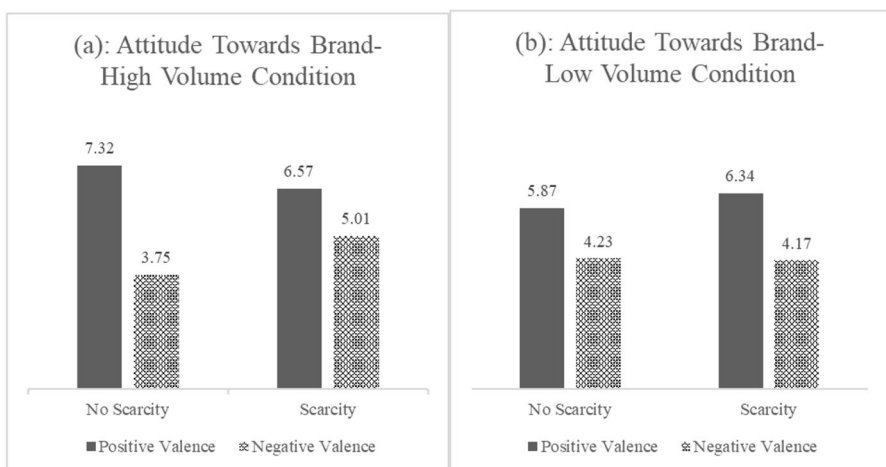 (a): Attitude Towards Brand-
High Volume Condition
7.32
3.75
6.57
5.01
No Scarcity Scarcity
■Positive Valence ※Negative Valence
(b): Attitude Towards Brand-
Low Volume Condition
5.87
4.23
6.34
4.17
No Scarcity Scarcity
■Positive Valence ※Negative Valence